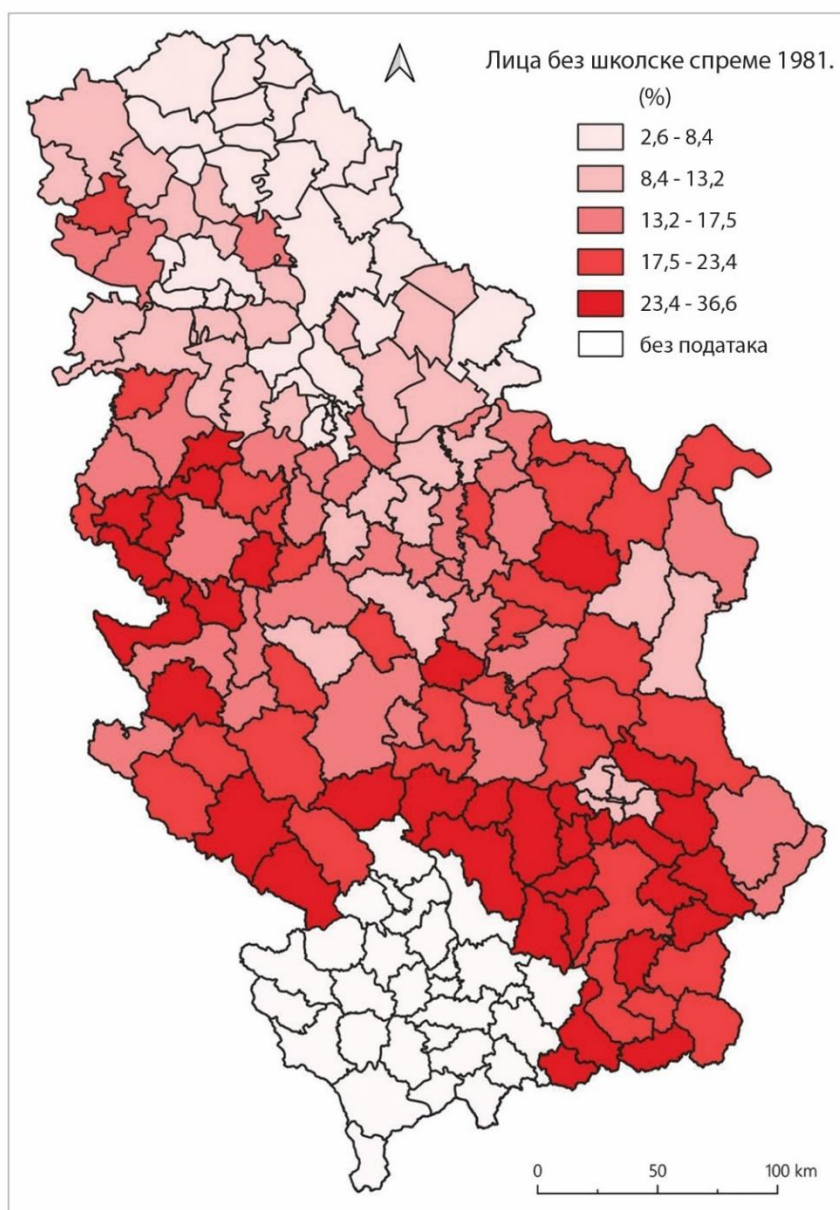 Лица без школске спреме 1981.
(%)
2,6 - 8,4
8,4 - 13,2
13,2 - 17,5
17,5 - 23,4
23,4 - 36,6
без података
0 50 100 km